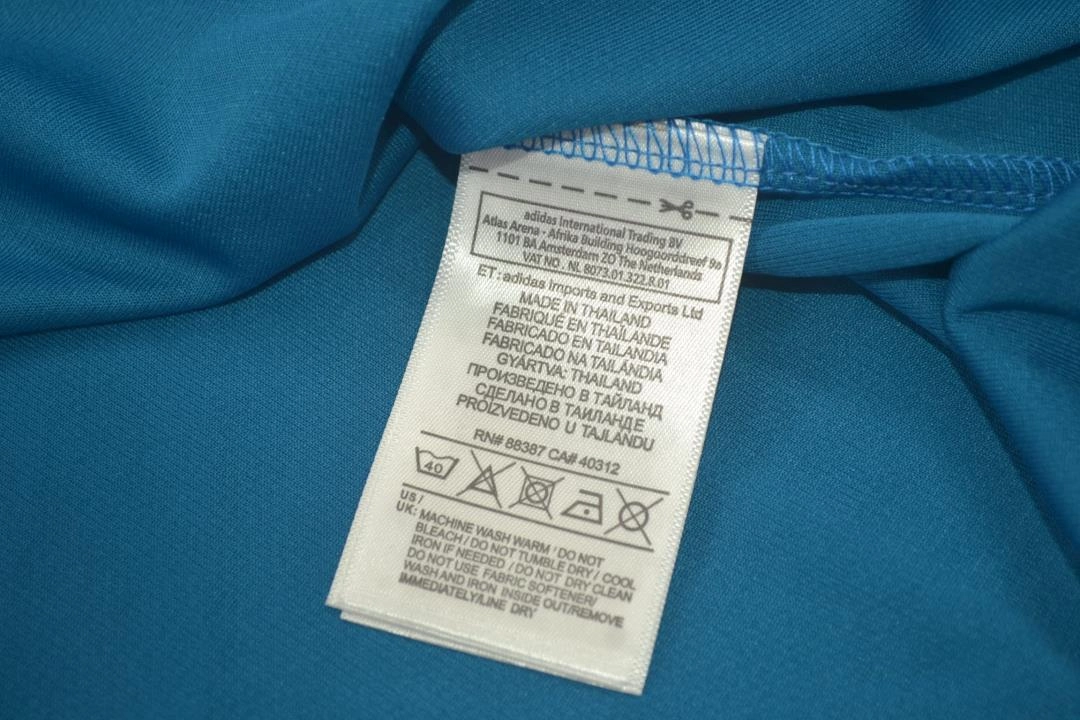 adidas International Trading BV
Atlas Arena - Afrika Building Hoogoorddreef 9a
1101 BA Amsterdam ZO The Netherlands
VAT NO . NL 8073.01.322.B.01
ET: adidas Imports and Exports Ltd
MADE IN THAILAND
FABRIQUÉ EN THAÏLANDE
FABRICADO EN TAILANDIA
FABRICADO NA TAILÂNDIA
GYÁRTVA: THAILAND
ПРОИЗВЕДЕНО В ТАЙЛАНД
СДЕЛАНО В ТАИЛАНДЕ
PROIZVEDENO U TAJLANDU
RN# 88387 CA# 40312
40
US /
UK: MACHINE WASH WARM / DO NOT
BLEACH / DO NOT TUMBLE DRY / COOL
IRON IF NEEDED / DO NOT DRY CLEAN
DO NOT USE FABRIC SOFTENER/
WASH AND IRON INSIDE OUT/REMOVE
IMMEDIATELY/LINE DRY